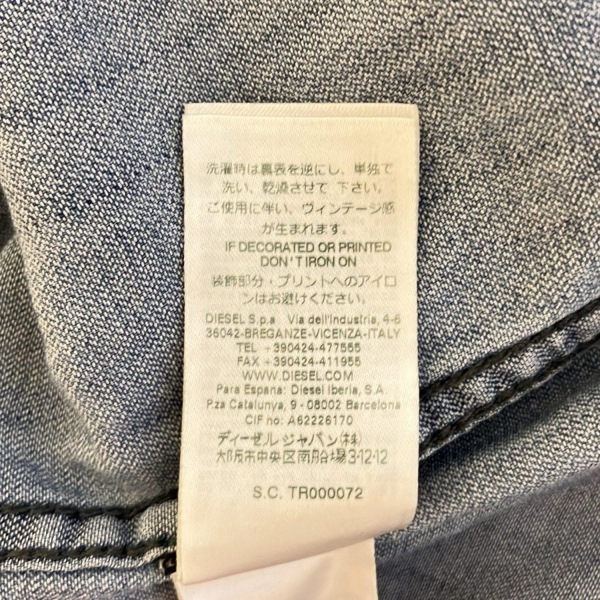 洗濯時は裏表を逆にし、単独で
洗い、乾燥させて 下さい。
ご使用に伴い、ヴィンテージ感
が生まれます。
IF DECORATED OR PRINTED
DON'T IRON ON
装飾部分・プリントへのアイロ
ンはお避けください。
DIESEL S.p.a Via dell'Industria, 4-6
36042-BREGANZE-VICENZA-ITALY
TEL +390424-477555
FAX +390424-411955
WWW.DIESEL.COM
Para Espana: Diesel Iberia, S.A.
P.za Catalunya, 9 - 08002 Barcelona
CIF no: A62226170
ディーゼル ジャパン(株)
大阪市中央区南船場3-12-12
S.C. TR000072